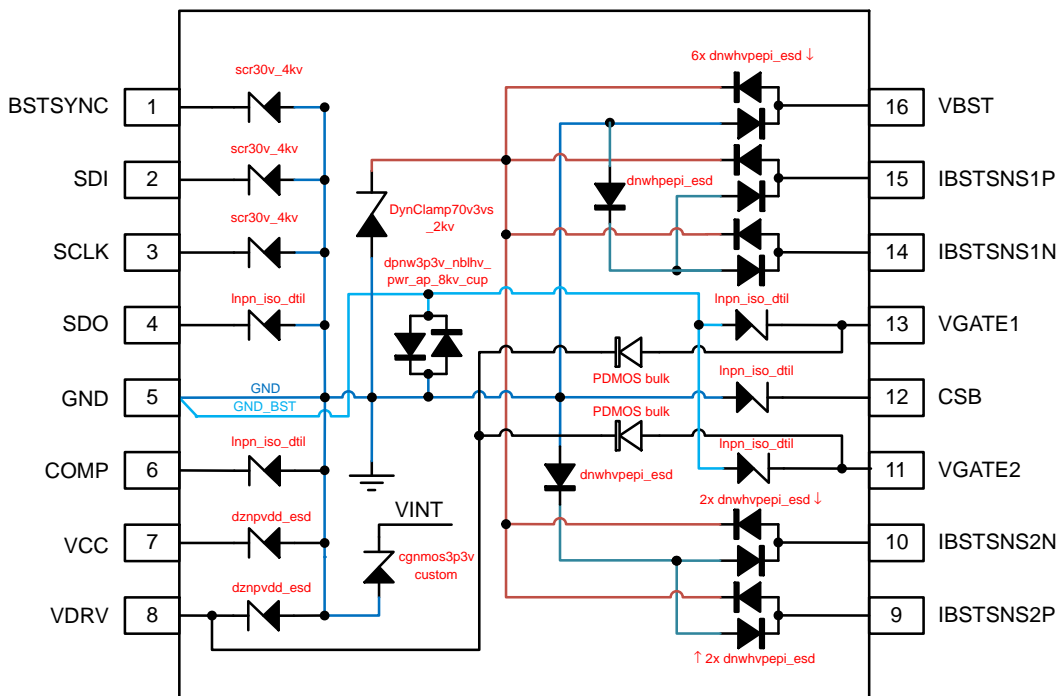 6x dnwhvpepi_esd ↓
scr30v_4kv
BSTSYNC 1
16 VBST
scr30v_4kv
SDI 2
dnwhpepi_esd
15 IBSTSNS1P
DynClamp70v3vs
_2kv
scr30v_4kv
SCLK 3
14 IBSTSNS1N
dpnw3p3v_nblhv_
pwr_ap_8kv_cup
lnpn_iso_dtil
lnpn_iso_dtil
SDO 4
13 VGATE1
PDMOS bulk
lnpn_iso_dtil
GND 5
GND
GND_BST
12 CSB
PDMOS bulk
lnpn_iso_dtil
lnpn_iso_dtil
COMP 6
dnwhvpepi_esd
11 VGATE2
2x dnwhvpepi_esd ↓
VINT
dznpvdd_esd
VCC 7
10 IBSTSNS2N
cgnmos3p3v
custom
dznpvdd_esd
VDRV 8
9 IBSTSNS2P
↑ 2x dnwhvpepi_esd